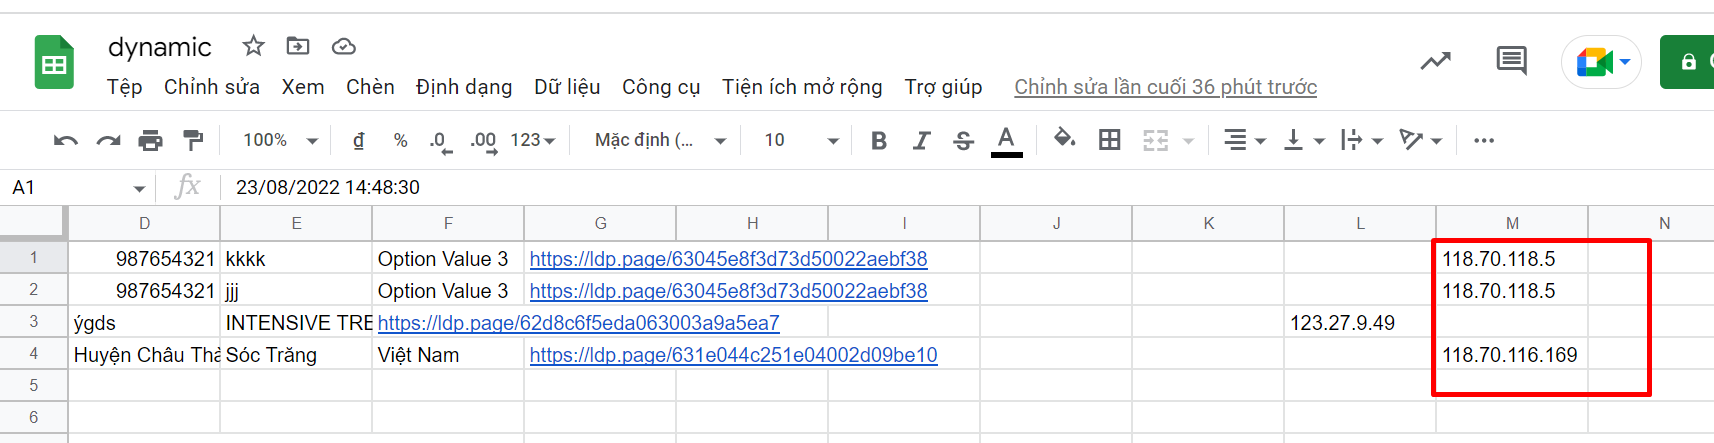 dynamic
Tệp Chỉnh sửa Xem Chèn Định dạng Dữ liệu Công cụ Tiện ích mở rộng Trợ giúp Chỉnh sửa lần cuối 36 phút trước
100% đ % .0 .00 123 Mặc định (... 10 B I S A
A1 fx 23/08/2022 14:48:30
D E F G H I J K L M N
1 987654321 kkkk Option Value 3 https://ldp.page/63045e8f3d73d50022aebf38 118.70.118.5
2 987654321 jjj Option Value 3 https://ldp.page/63045e8f3d73d50022aebf38 118.70.118.5
3 ýgds INTENSIVE TRE https://ldp.page/62d8c6f5eda063003a9a5ea7 123.27.9.49
4 Huyện Châu Thà Sóc Trăng Việt Nam https://ldp.page/631e044c251e04002d09be10 118.70.116.169
5
6